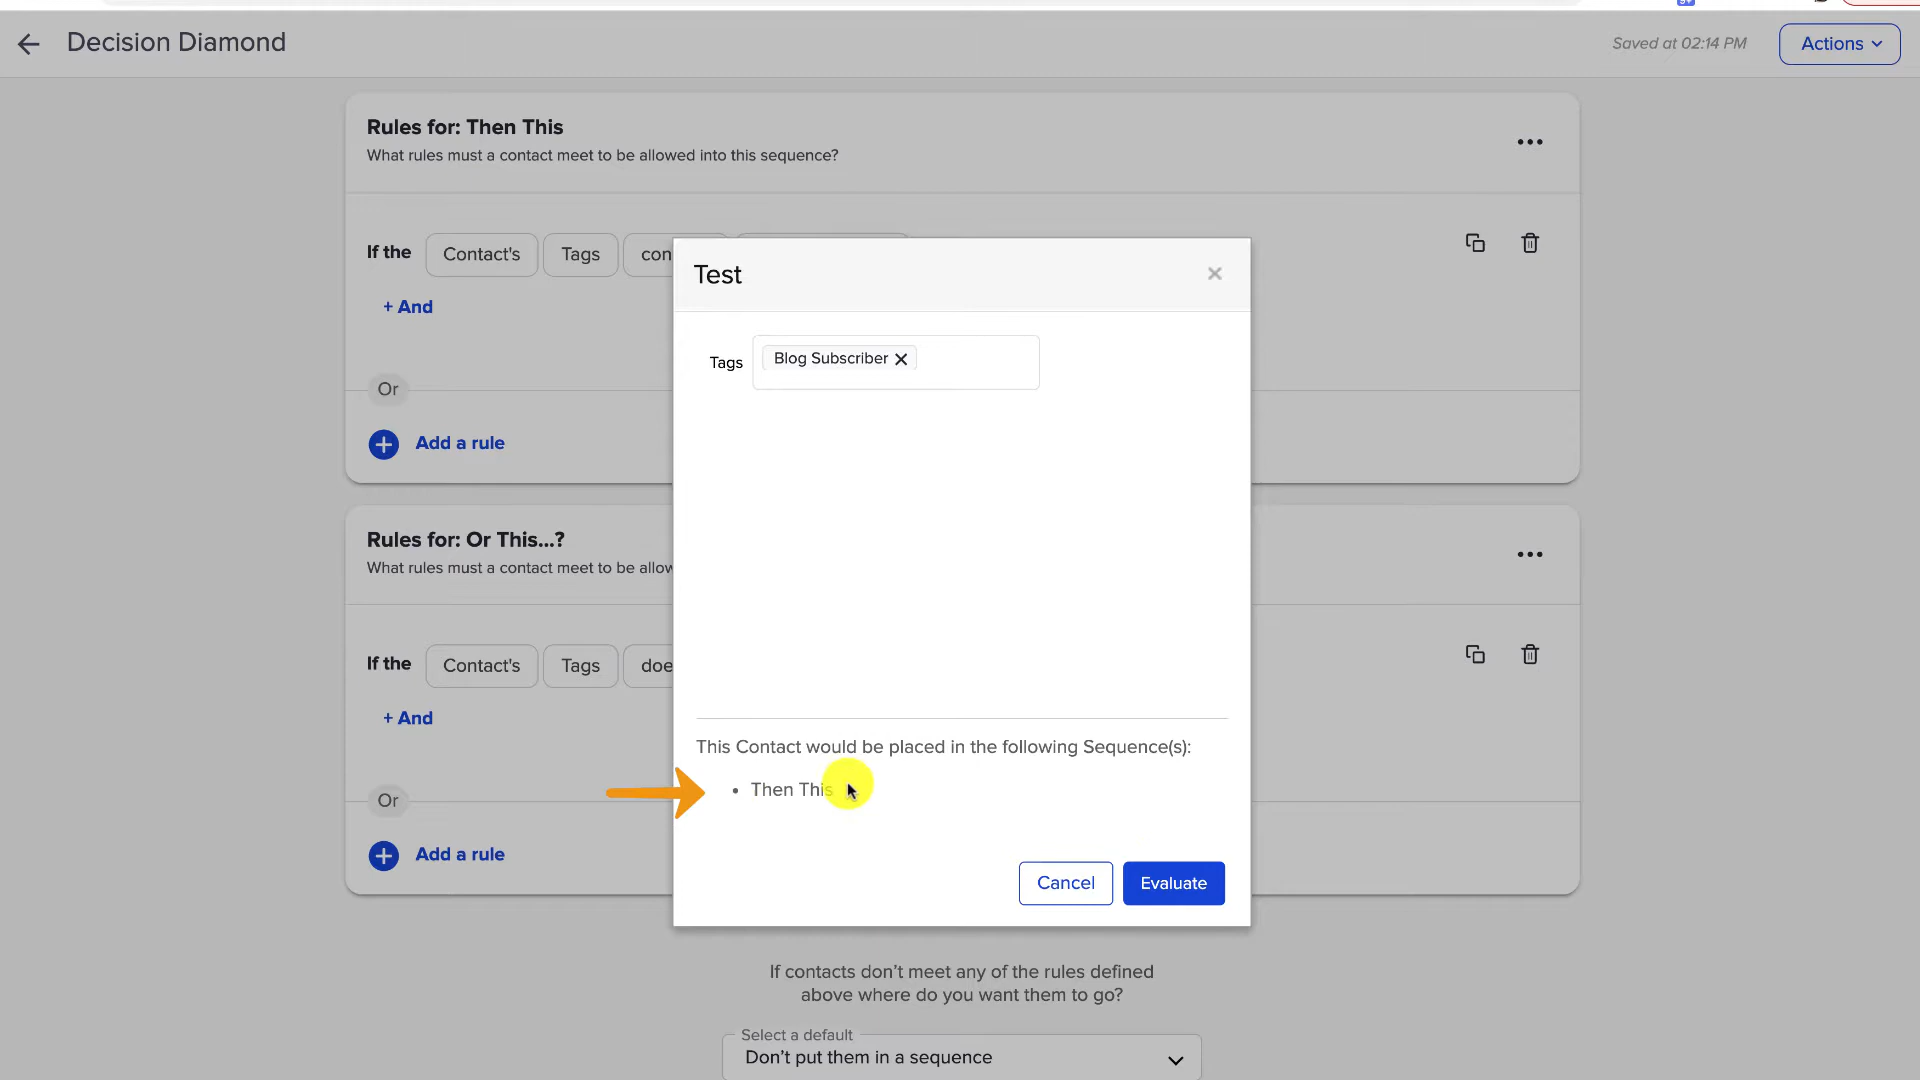 Decision Diamond
Saved at 02:14 PM
Actions
Rules for: Then This
What rules must a contact meet to be allowed into this sequence?
If the
Contact's
Tags
con
+ And
Or
Add a rule
Rules for: Or This...?
What rules must a contact meet to be allow
If the
Contact's
Tags
doe
+ And
Or
Add a rule
Test
Tags
Blog Subscriber
This Contact would be placed in the following Sequence(s):
• Then This
Cancel
Evaluate
If contacts don’t meet any of the rules defined
above where do you want them to go?
Select a default
Don’t put them in a sequence